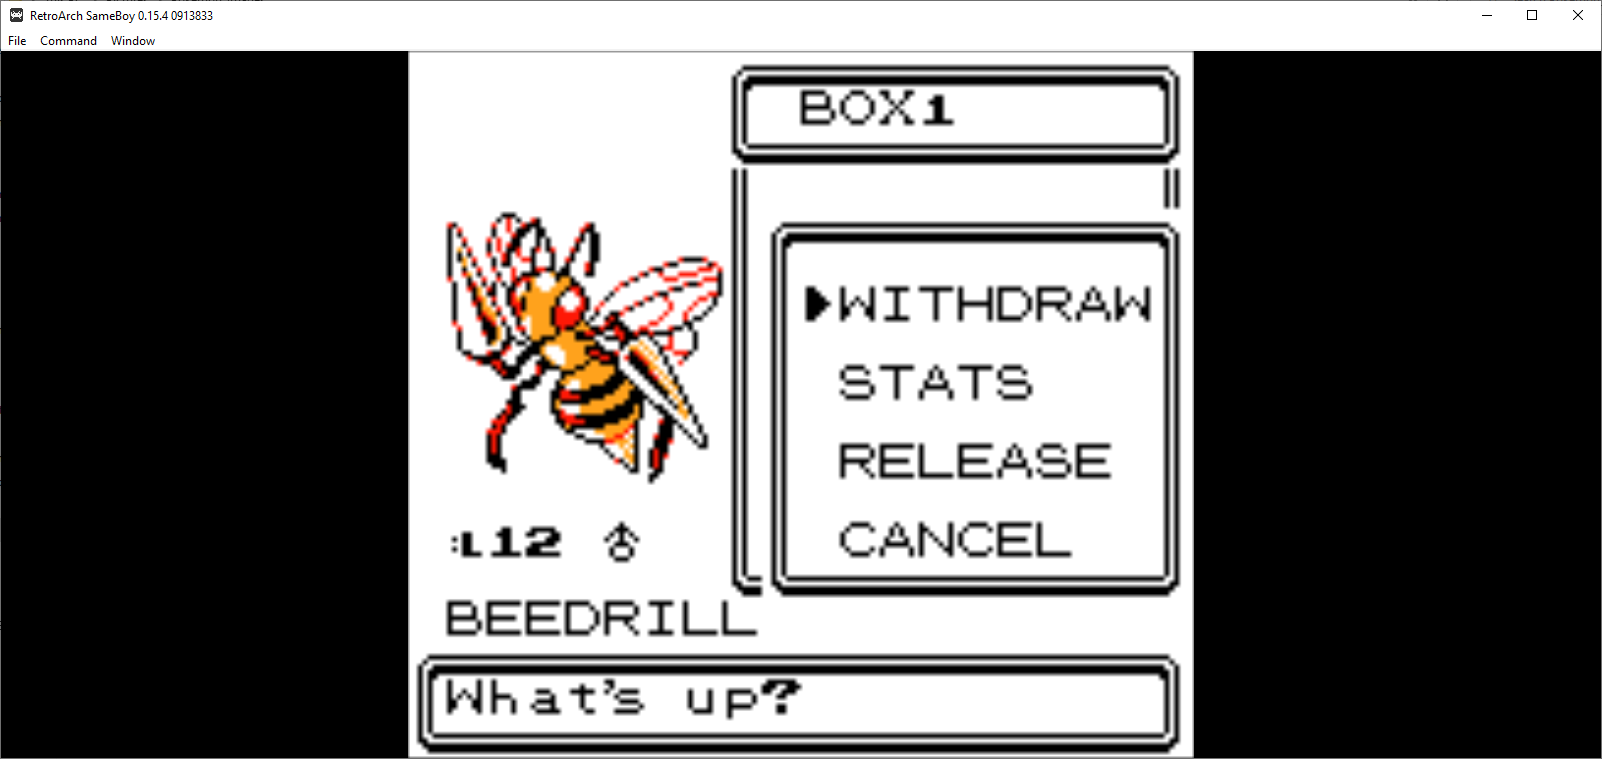 RetroArch SameBoy 0.15.4 0913833
File Command Window
BOX1
▶WITHDRAW
STATS
RELEASE
CANCEL
:L12 ♂
BEEDRILL
What's up?